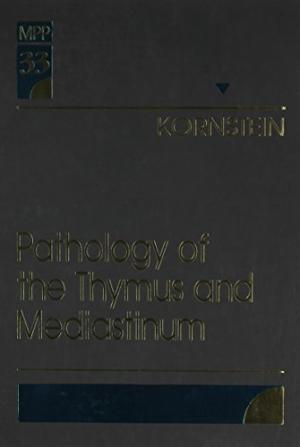 MPP
33
KORNSTEIN
Pathology of
the Thymus and
Mediastinum